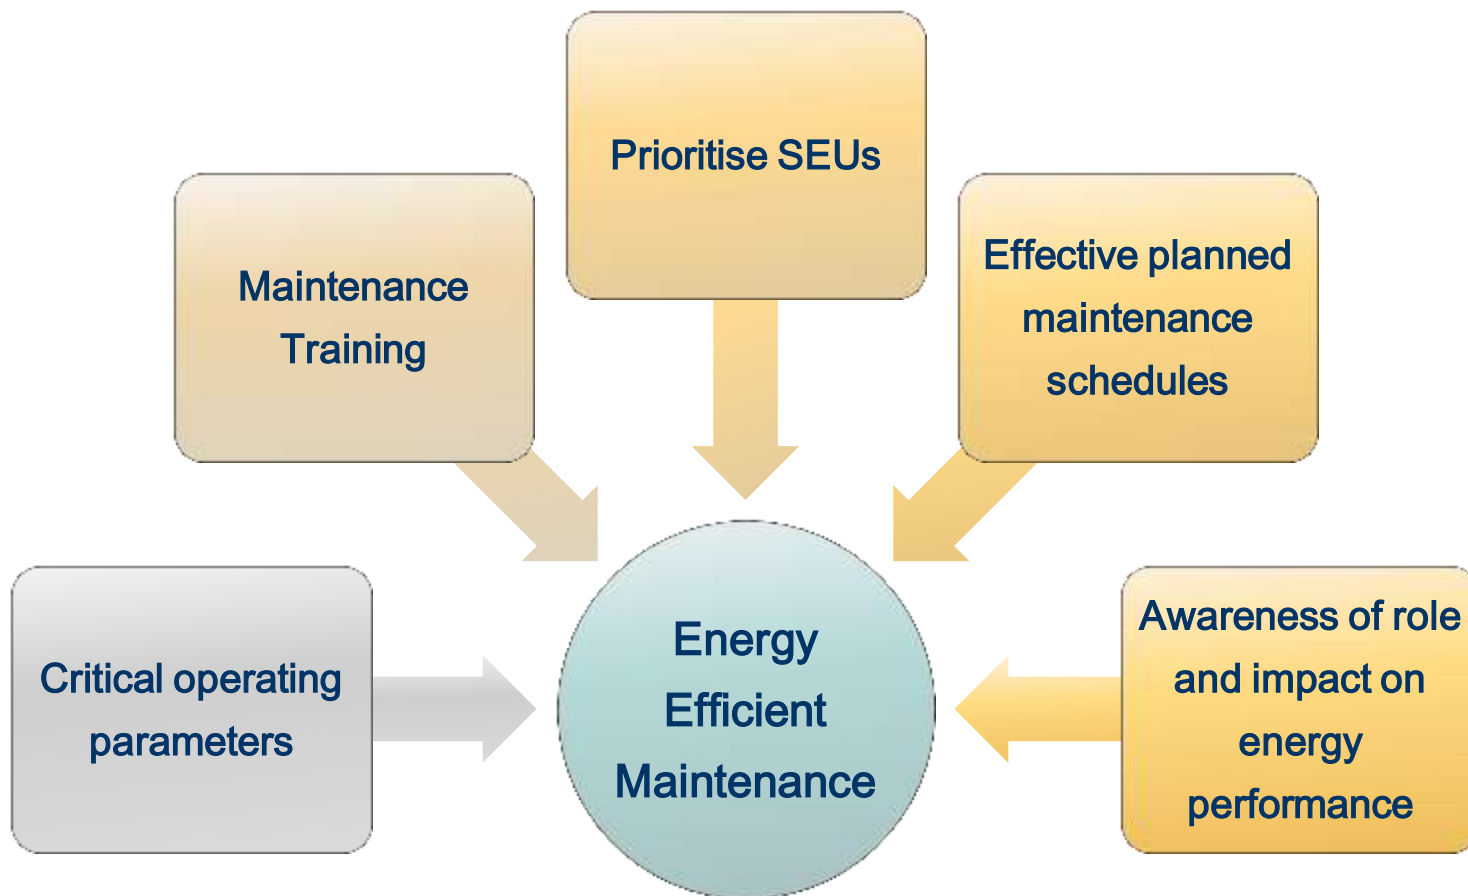 Prioritise SEUs
Maintenance
Training
Effective planned
maintenance
schedules
Critical operating
parameters
Energy
Efficient
Maintenance
Awareness of role
and impact on
energy
performance